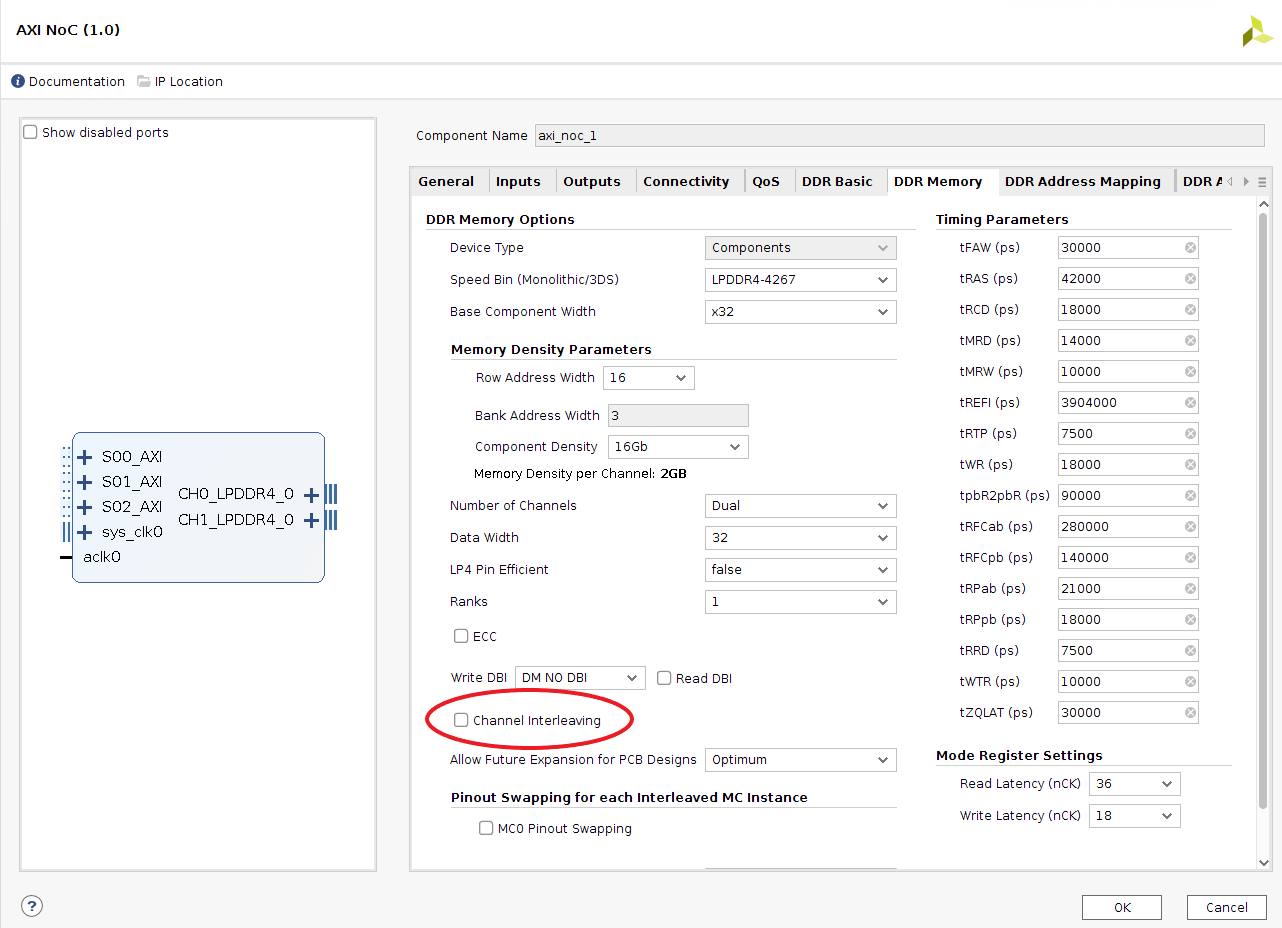 AXI NoC (1.0)
Documentation IP Location
Show disabled ports
S00_AXI
S01_AXI
S02_AXI
sys_clk0
aclk0
CH0_LPDDR4_0
CH1_LPDDR4_0
Component Name axi_noc_1
General Inputs Outputs Connectivity QoS DDR Basic DDR Memory DDR Address Mapping DDR A
DDR Memory Options
Device Type Components
Speed Bin (Monolithic/3DS) LPDDR4-4267
Base Component Width x32
Memory Density Parameters
Row Address Width 16
Bank Address Width 3
Component Density 16Gb
Memory Density per Channel: 2GB
Number of Channels Dual
Data Width 32
LP4 Pin Efficient false
Ranks 1
ECC
Write DBI DM NO DBI Read DBI
Channel Interleaving
Allow Future Expansion for PCB Designs Optimum
Pinout Swapping for each Interleaved MC Instance
MC0 Pinout Swapping
Timing Parameters
tFAW (ps) 30000
tRAS (ps) 42000
tRCD (ps) 18000
tMRD (ps) 14000
tMRW (ps) 10000
tREFI (ps) 3904000
tRTP (ps) 7500
tWR (ps) 18000
tpbR2pbR (ps) 90000
tRFCab (ps) 280000
tRFCpb (ps) 140000
tRPab (ps) 21000
tRPpb (ps) 18000
tRRD (ps) 7500
tWTR (ps) 10000
tZQLAT (ps) 30000
Mode Register Settings
Read Latency (nCK) 36
Write Latency (nCK) 18
?
OK Cancel